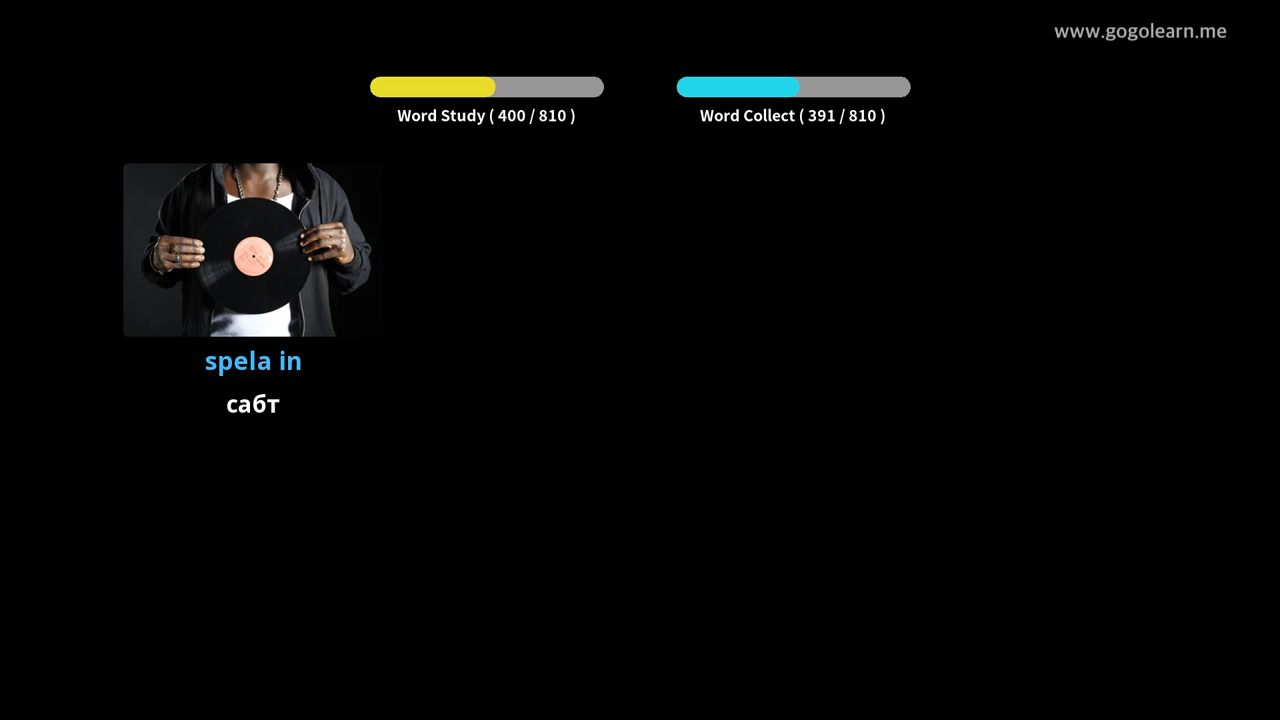 www.gogolearn.me
Word Study ( 400 / 810 )
Word Collect ( 391 / 810 )
spela in
сабт